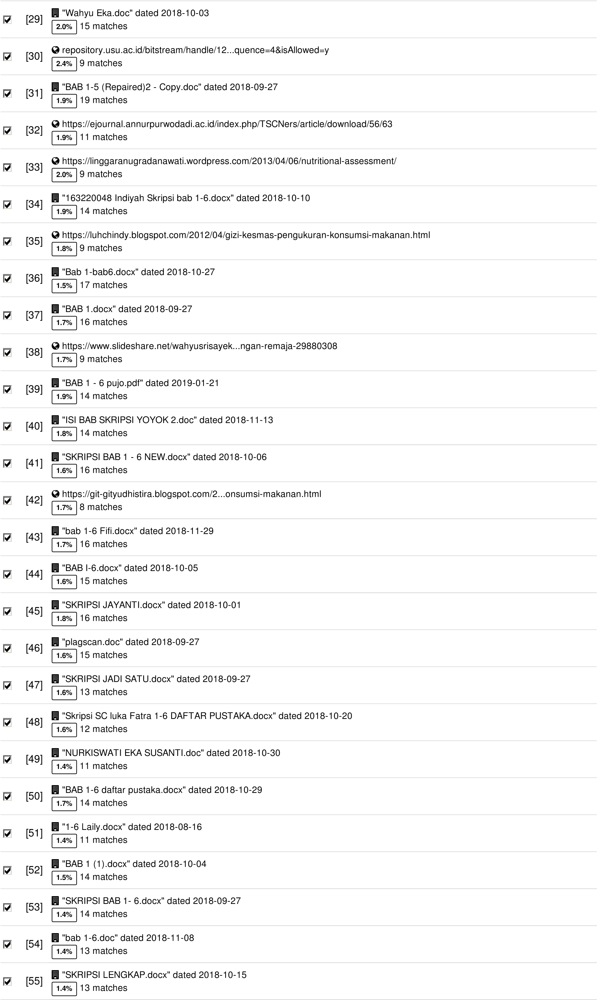 [29] "Wahyu Eka.doc" dated 2018-10-03
2.0% 15 matches
[30] repository.usu.ac.id/bitstream/handle/12...quence=4&isAllowed=y
2.4% 9 matches
[31] "BAB 1-5 (Repaired)2 - Copy.doc" dated 2018-09-27
1.9% 19 matches
[32] https://ejournal.annurpurwodadi.ac.id/index.php/TSCNers/article/download/56/63
1.9% 11 matches
[33] https://linggaranugradanawati.wordpress.com/2013/04/06/nutritional-assessment/
2.0% 9 matches
[34] "163220048 Indiyah Skripsi bab 1-6.docx" dated 2018-10-10
1.9% 14 matches
[35] https://luhchindy.blogspot.com/2012/04/gizi-kesmas-pengukuran-konsumsi-makanan.html
1.8% 9 matches
[36] "Bab 1-bab6.docx" dated 2018-10-27
1.5% 17 matches
[37] "BAB 1.docx" dated 2018-09-27
1.7% 16 matches
[38] https://www.slideshare.net/wahyusrisayek...ngan-remaja-29880308
1.7% 9 matches
[39] "BAB 1 - 6 pujo.pdf" dated 2019-01-21
1.9% 14 matches
[40] "ISI BAB SKRIPSI YOYOK 2.doc" dated 2018-11-13
1.8% 14 matches
[41] "SKRIPSI BAB 1 - 6 NEW.docx" dated 2018-10-06
1.6% 16 matches
[42] https://git-gityudhistira.blogspot.com/2...onsumsi-makanan.html
1.7% 8 matches
[43] "bab 1-6 Fifi.docx" dated 2018-11-29
1.7% 16 matches
[44] "BAB I-6.docx" dated 2018-10-05
1.6% 15 matches
[45] "SKRIPSI JAYANTI.docx" dated 2018-10-01
1.8% 16 matches
[46] "plagscan.doc" dated 2018-09-27
1.6% 15 matches
[47] "SKRIPSI JADI SATU.docx" dated 2018-09-27
1.6% 13 matches
[48] "Skripsi SC luka Fatra 1-6 DAFTAR PUSTAKA.docx" dated 2018-10-20
1.6% 12 matches
[49] "NURKISWATI EKA SUSANTI.doc" dated 2018-10-30
1.4% 11 matches
[50] "BAB 1-6 daftar pustaka.docx" dated 2018-10-29
1.7% 14 matches
[51] "1-6 Laily.docx" dated 2018-08-16
1.4% 11 matches
[52] "BAB 1 (1).docx" dated 2018-10-04
1.5% 14 matches
[53] "SKRIPSI BAB 1- 6.docx" dated 2018-09-27
1.4% 14 matches
[54] "bab 1-6.doc" dated 2018-11-08
1.4% 13 matches
[55] "SKRIPSI LENGKAP.docx" dated 2018-10-15
1.4% 13 matches